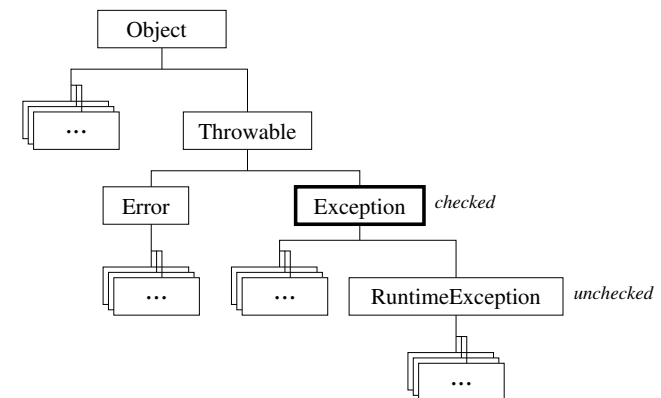 Object
...
Throwable
Error
Exception
checked
...
...
RuntimeException
unchecked
...